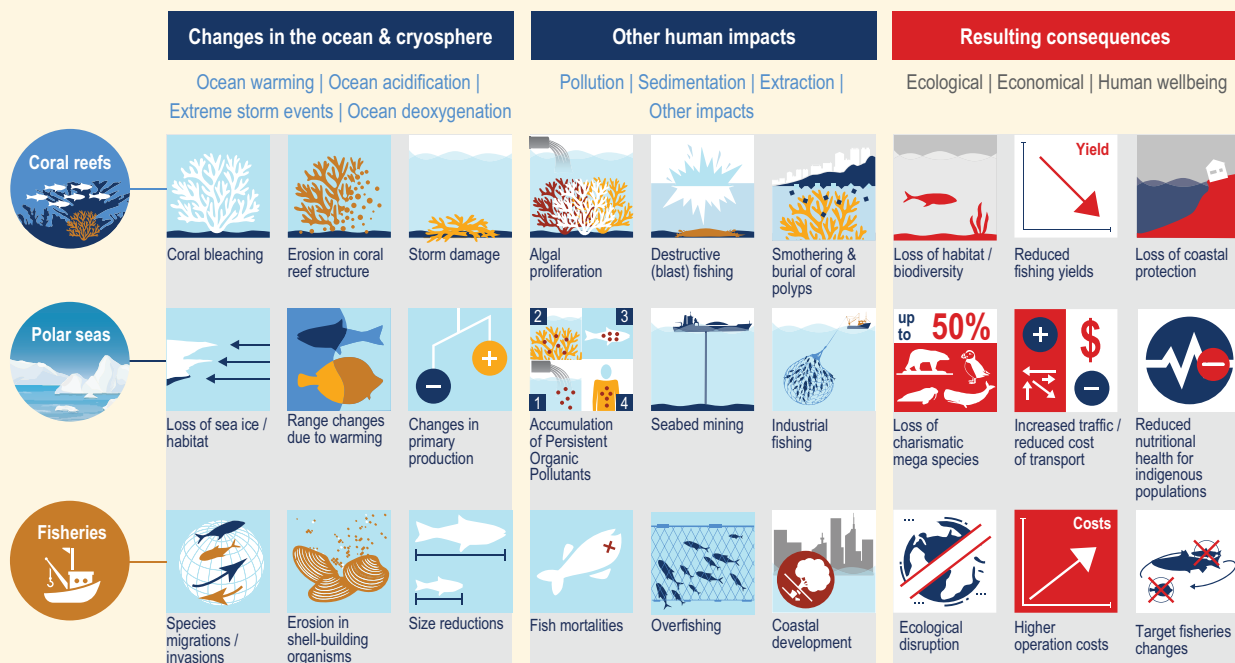 Changes in the ocean & cryosphere
Other human impacts
Resulting consequences
Ocean warming | Ocean acidification |
Extreme storm events | Ocean deoxygenation
Pollution | Sedimentation | Extraction |
Other impacts
Ecological | Economical | Human wellbeing
Coral reefs
Yield
Coral bleaching
Erosion in coral
reef structure
Storm damage
Algal
proliferation
Destructive
(blast) fishing
Smothering &
burial of coral
polyps
Loss of habitat /
biodiversity
Reduced
fishing yields
Loss of coastal
protection
Polar seas
+
−
2
3
1
4
up
to
50%
+
$
−
−
Loss of sea ice /
habitat
Range changes
due to warming
Changes in
primary
production
Accumulation
of Persistent
Organic
Pollutants
Seabed mining
Industrial
fishing
Loss of
charismatic
mega species
Increased traffic /
reduced cost
of transport
Reduced
nutritional
health for
indigenous
populations
Fisheries
Costs
Species
migrations /
invasions
Erosion in
shell-building
organisms
Size reductions
Fish mortalities
Overfishing
Coastal
development
Ecological
disruption
Higher
operation costs
Target fisheries
changes